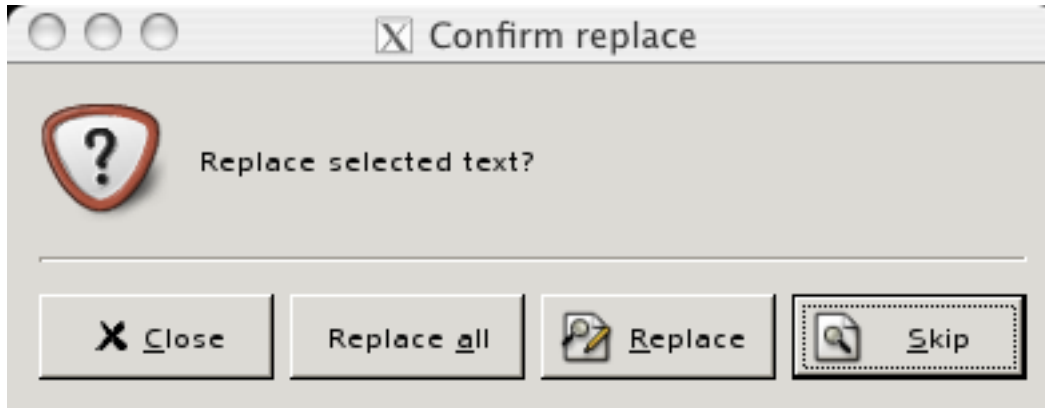 Confirm replace
Replace selected text?
Close
Replace all
Replace
Skip